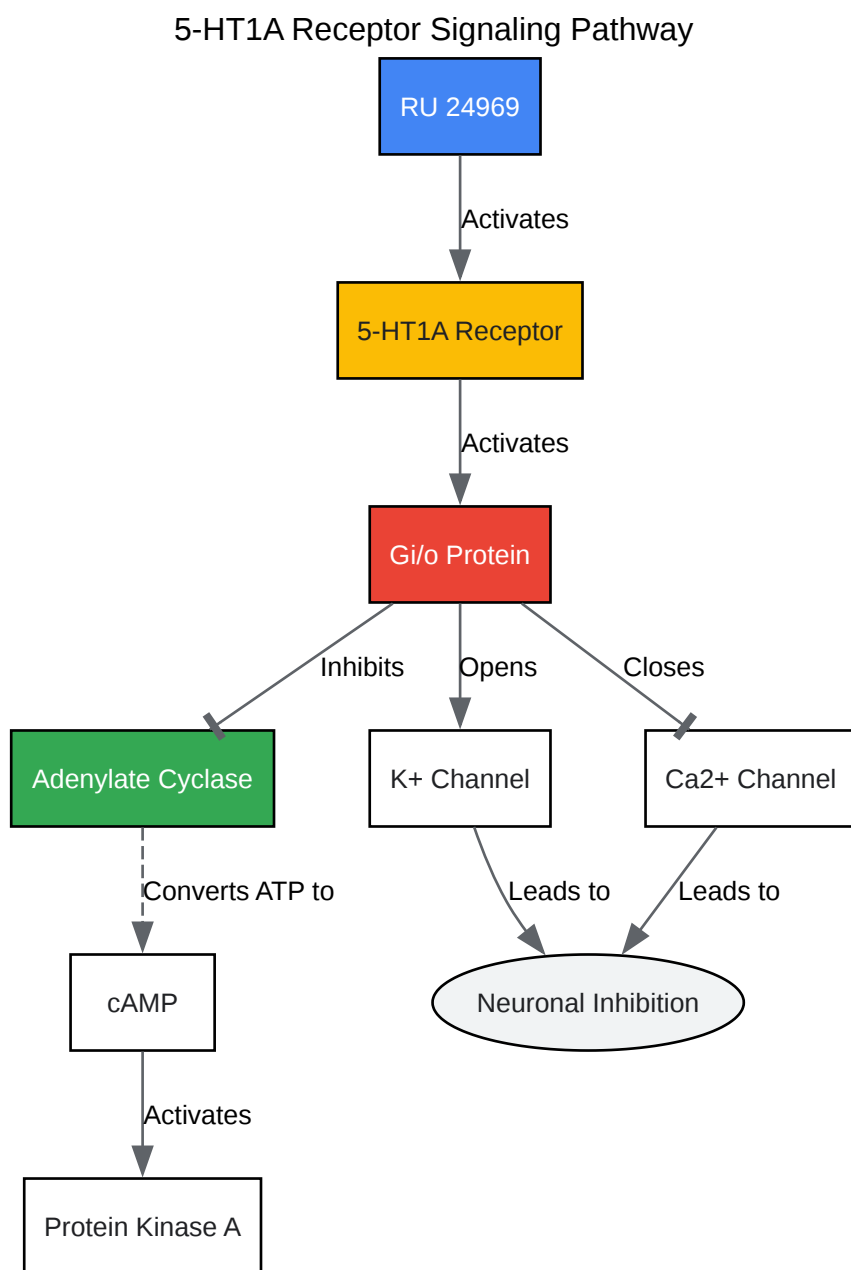 5-HT1A Receptor Signaling Pathway
RU 24969
Activates
5-HT1A Receptor
Activates
Gi/o Protein
Inhibits
Opens
Closes
Adenylate Cyclase
K+ Channel
Ca2+ Channel
Converts ATP to
Leads to
Leads to
cAMP
Neuronal Inhibition
Activates
Protein Kinase A